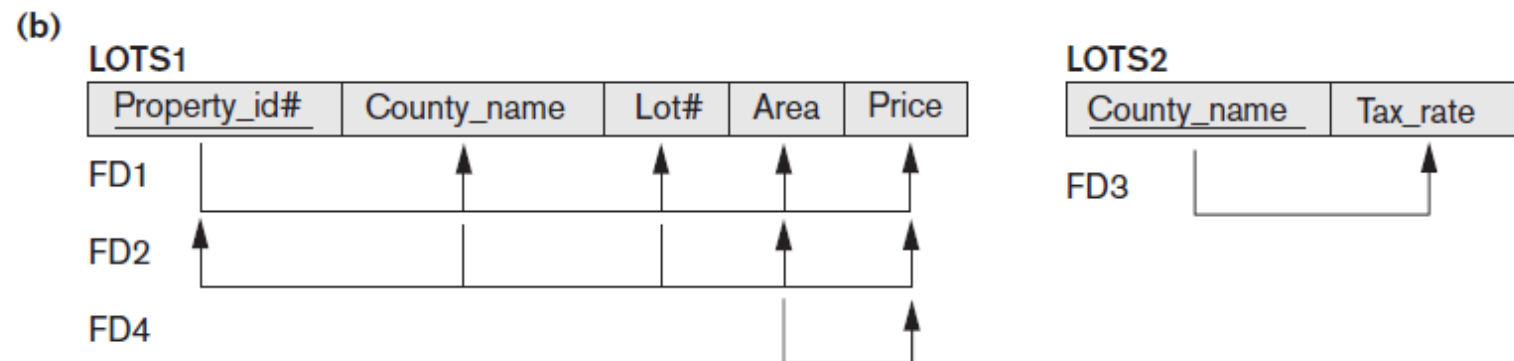 (b)
LOTS1
Property_id# County_name Lot# Area Price
FD1
FD2
FD4
LOTS2
County_name Tax_rate
FD3